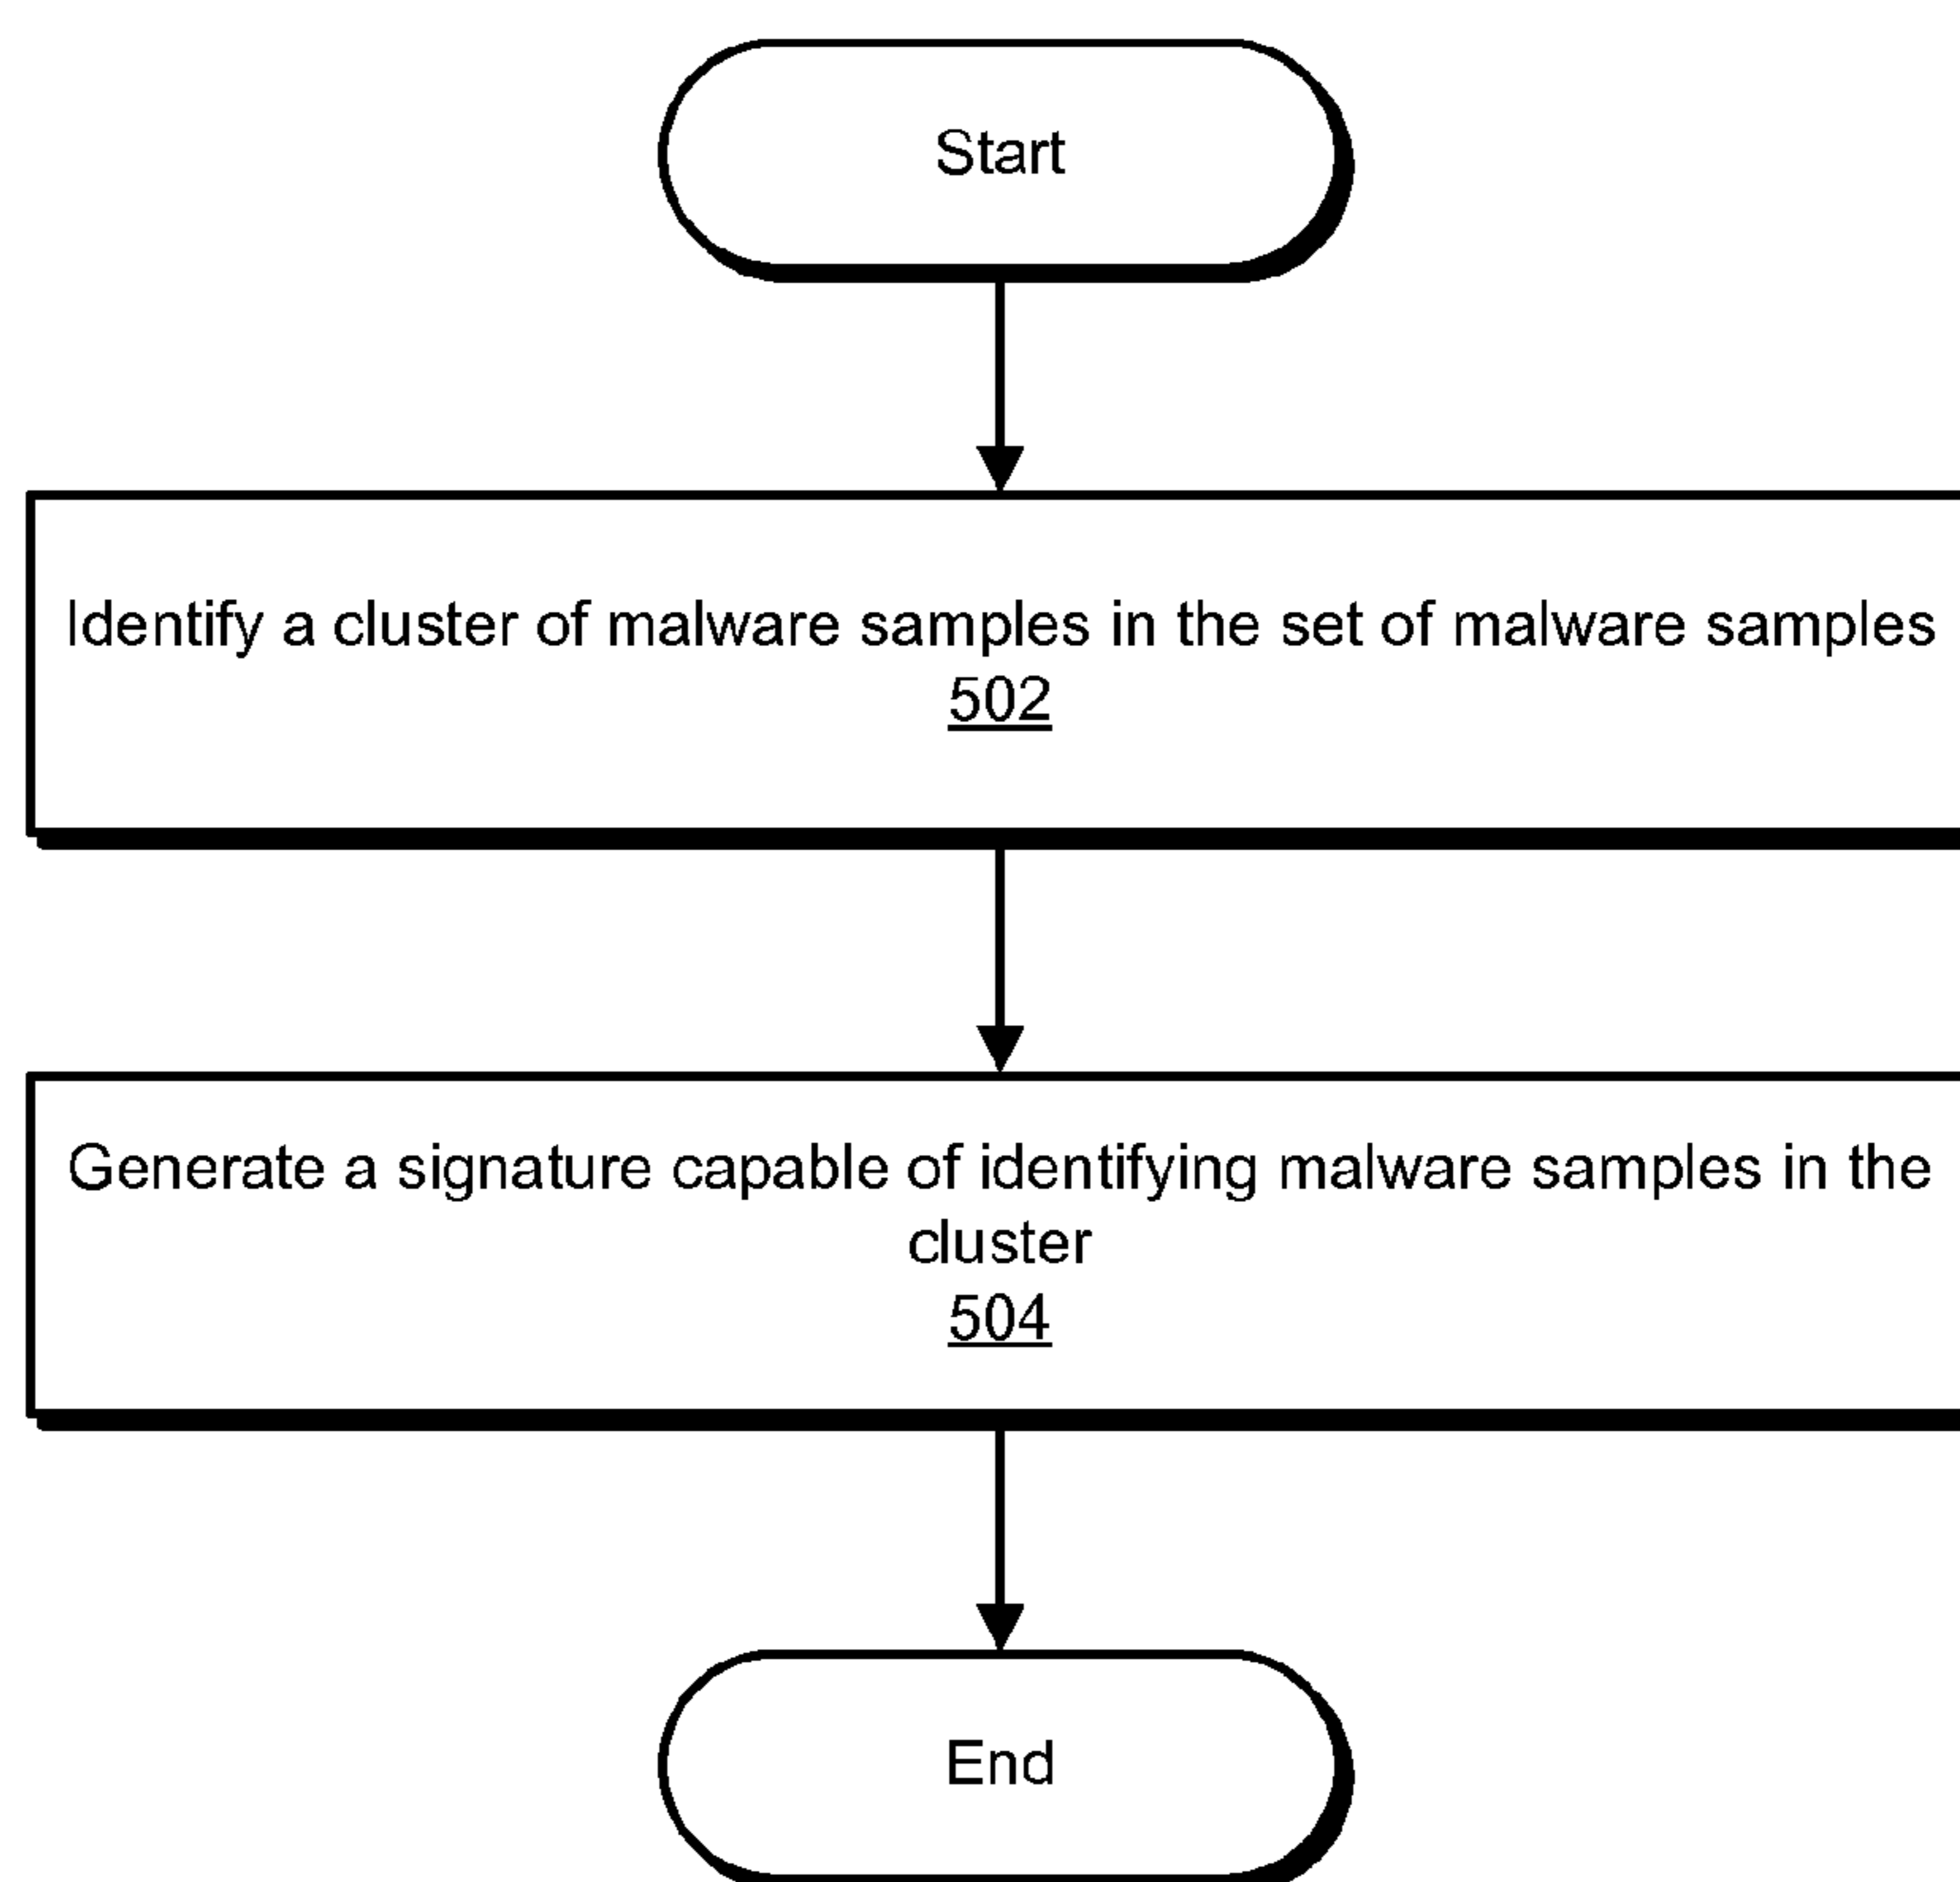 Start
Identify a cluster of malware samples in the set of malware samples
502
Generate a signature capable of identifying malware samples in the
cluster
504
End